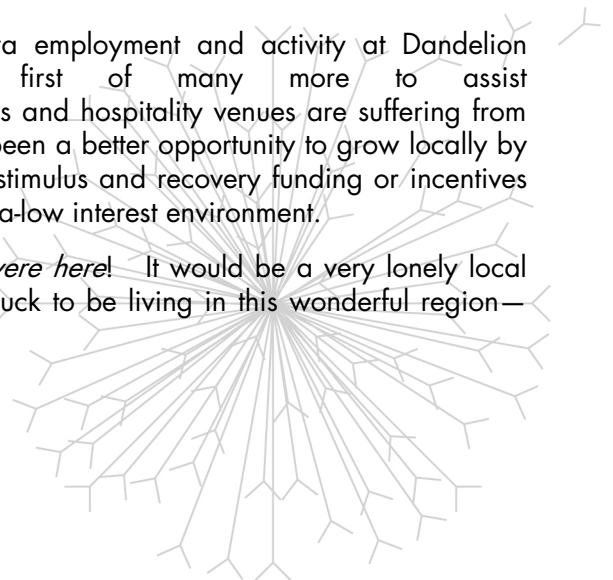 ra employment and activity at Dandelion
first of many more to assist
s and hospitality venues are suffering from
been a better opportunity to grow locally by
stimulus and recovery funding or incentives
a-low interest environment.
were here! It would be a very lonely local
uck to be living in this wonderful region—